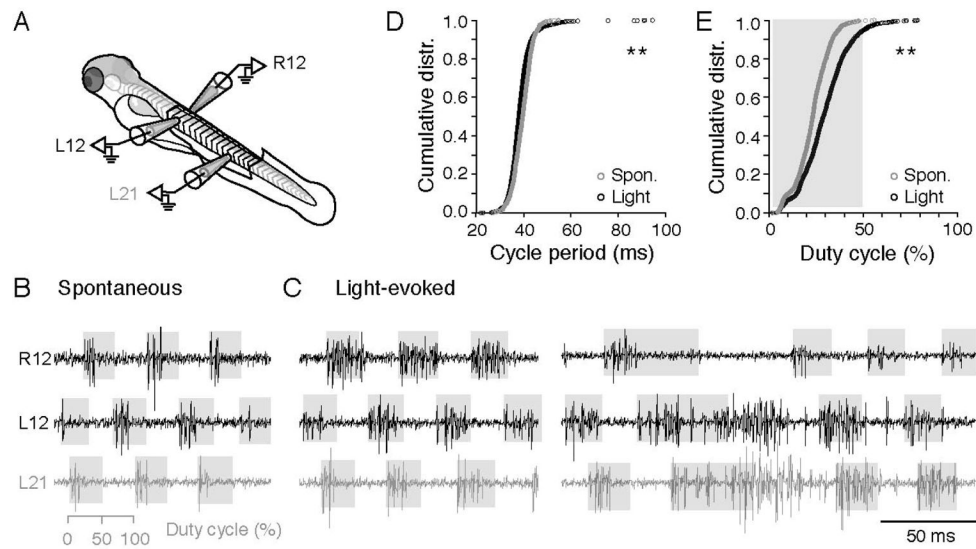 A
R12
L12
L21
D
1.0
0.8
0.6
0.4
0.2
0.0
Cumulative distr.
**
Spon.
Light
20 40 60 80 100
Cycle period (ms)
E
1.0
0.8
0.6
0.4
0.2
0.0
Cumulative distr.
**
Spon.
Light
0 50 100
Duty cycle (%)
B Spontaneous
C Light-evoked
R12
L12
L21
Duty cycle (%)
0 50 100
50 ms